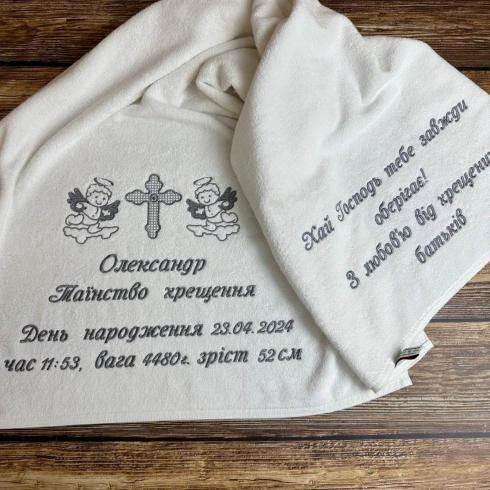 Олександр
Таїнство хрещення
День народження 23.04.2024
час 11:53, вага 4480г. зріст 52см
Хай Господь тебе завжди
оберігає!
З любов'ю від хрещених
батьків